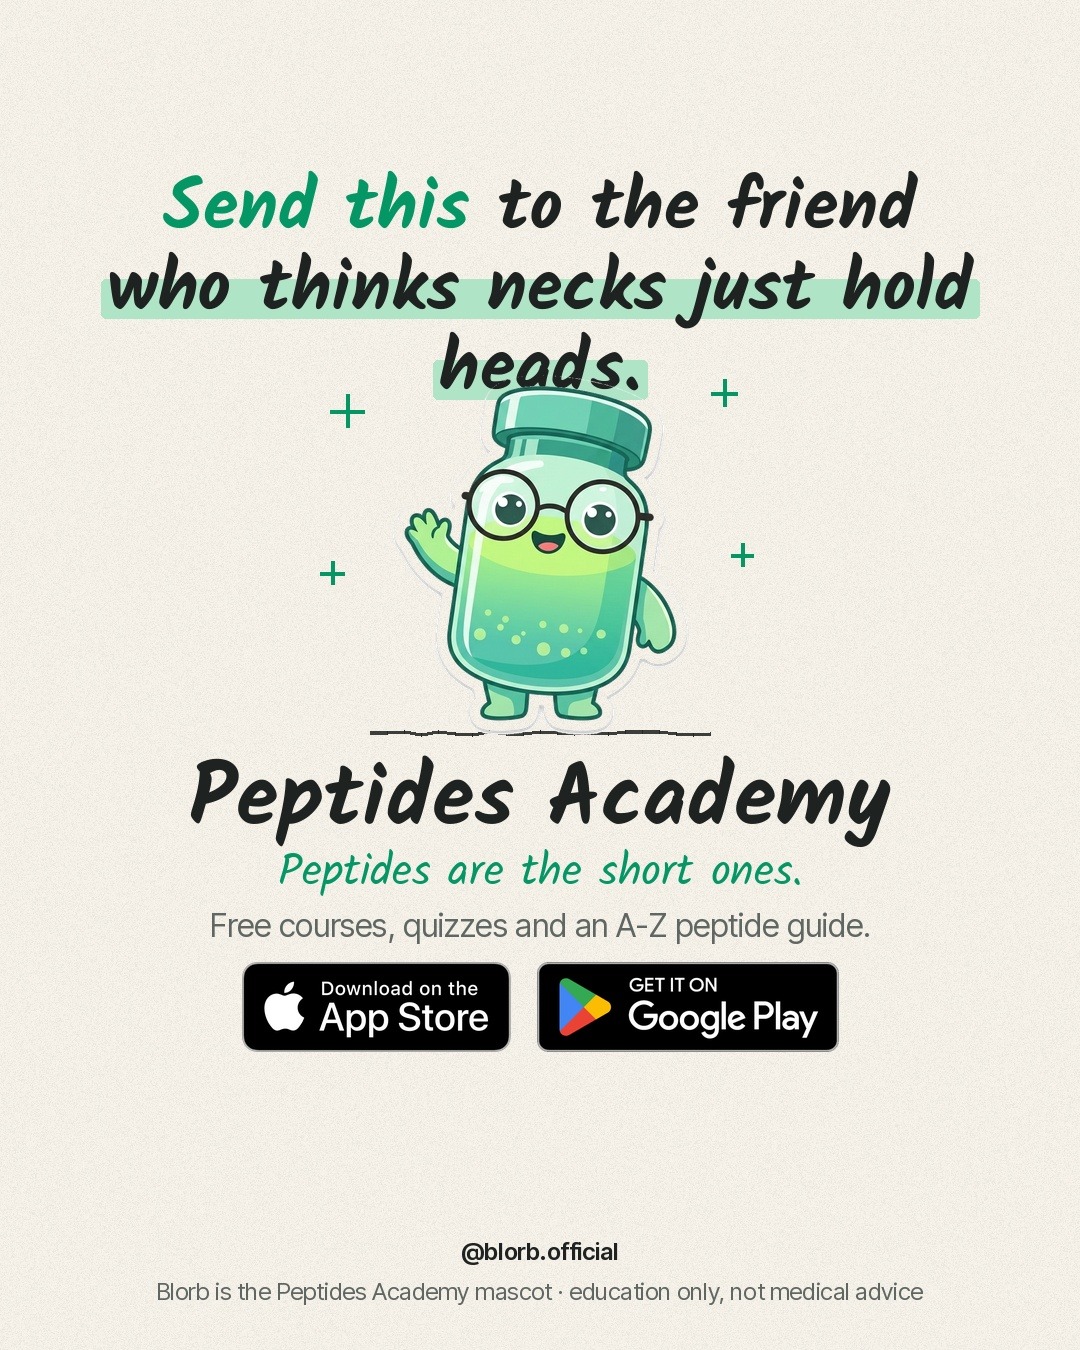 Send this to the friend
who thinks necks just hold
heads.
Peptides Academy
Peptides are the short ones.
Free courses, quizzes and an A-Z peptide guide.
Download on the
App Store
GET IT ON
Google Play
@blorb.official
Blorb is the Peptides Academy mascot · education only, not medical advice